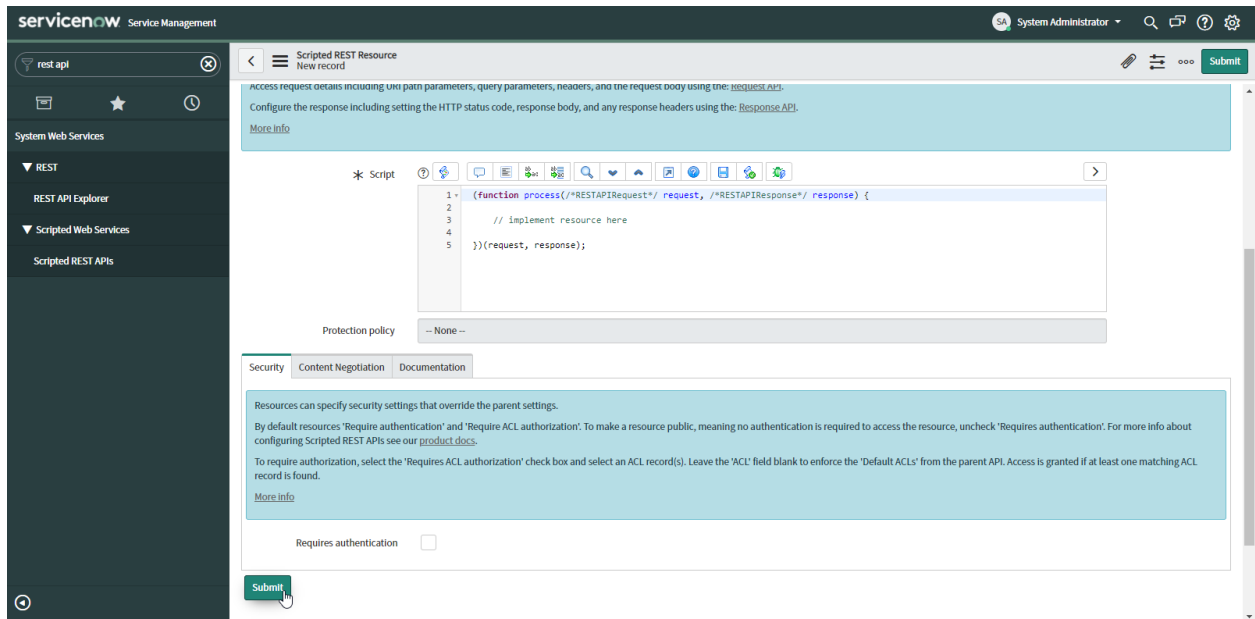 servicenow Service Management
System Administrator
rest api
Scripted REST Resource
New record
Submit
Access request details including URI path parameters, query parameters, headers, and the request body using the: Request API.
Configure the response including setting the HTTP status code, response body, and any response headers using the: Response API.
More info
System Web Services
REST
REST API Explorer
Scripted Web Services
Scripted REST APIs
Script
1 (function process(/*RESTAPIRequest*/ request, /*RESTAPIResponse*/ response) {
2
3 // implement resource here
4
5 })(request, response);
Protection policy
-- None --
Security Content Negotiation Documentation
Resources can specify security settings that override the parent settings.
By default resources 'Require authentication' and 'Require ACL authorization'. To make a resource public, meaning no authentication is required to access the resource, uncheck 'Requires authentication'. For more info about
configuring Scripted REST APIs see our product docs.
To require authorization, select the 'Requires ACL authorization' check box and select an ACL record(s). Leave the 'ACL' field blank to enforce the 'Default ACLs' from the parent API. Access is granted if at least one matching ACL
record is found.
More info
Requires authentication
Submit